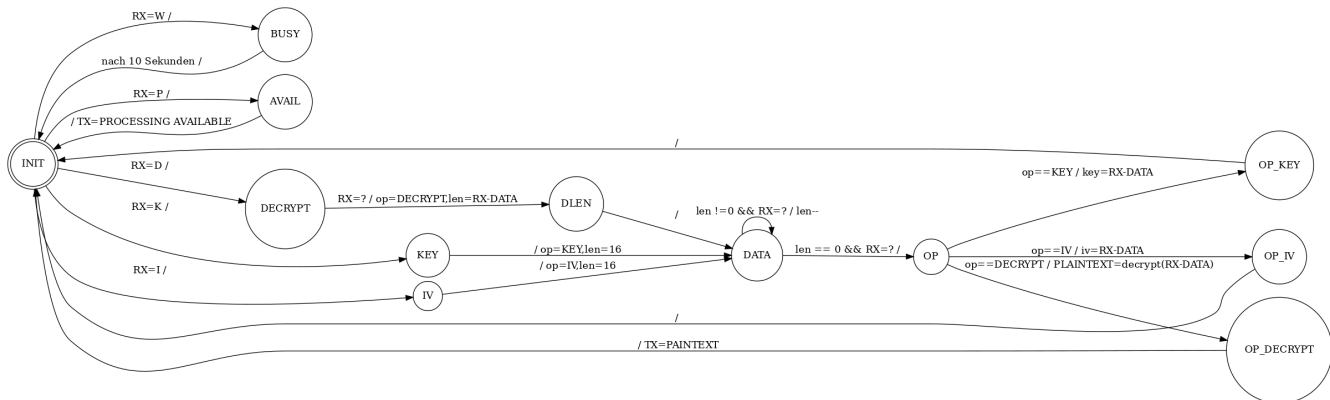 RX=W /
BUSY
nach 10 Sekunden /
RX=P /
AVAIL
/ TX=PROCESSING AVAILABLE
/
INIT
RX=D /
OP_KEY
op==KEY / key=RX-DATA
RX=? / op=DECRYPT,len=RX-DATA
DLEN
RX=K /
DECRYPT
/
len !=0 && RX=? / len--
KEY
/ op=KEY,len=16
DATA
len == 0 && RX=? /
OP
op==IV / iv=RX-DATA
OP_IV
/ op=IV,len=16
op==DECRYPT / PLAINTEXT=decrypt(RX-DATA)
RX=I /
IV
/
/ TX=PAINTEXT
OP_DECRYPT